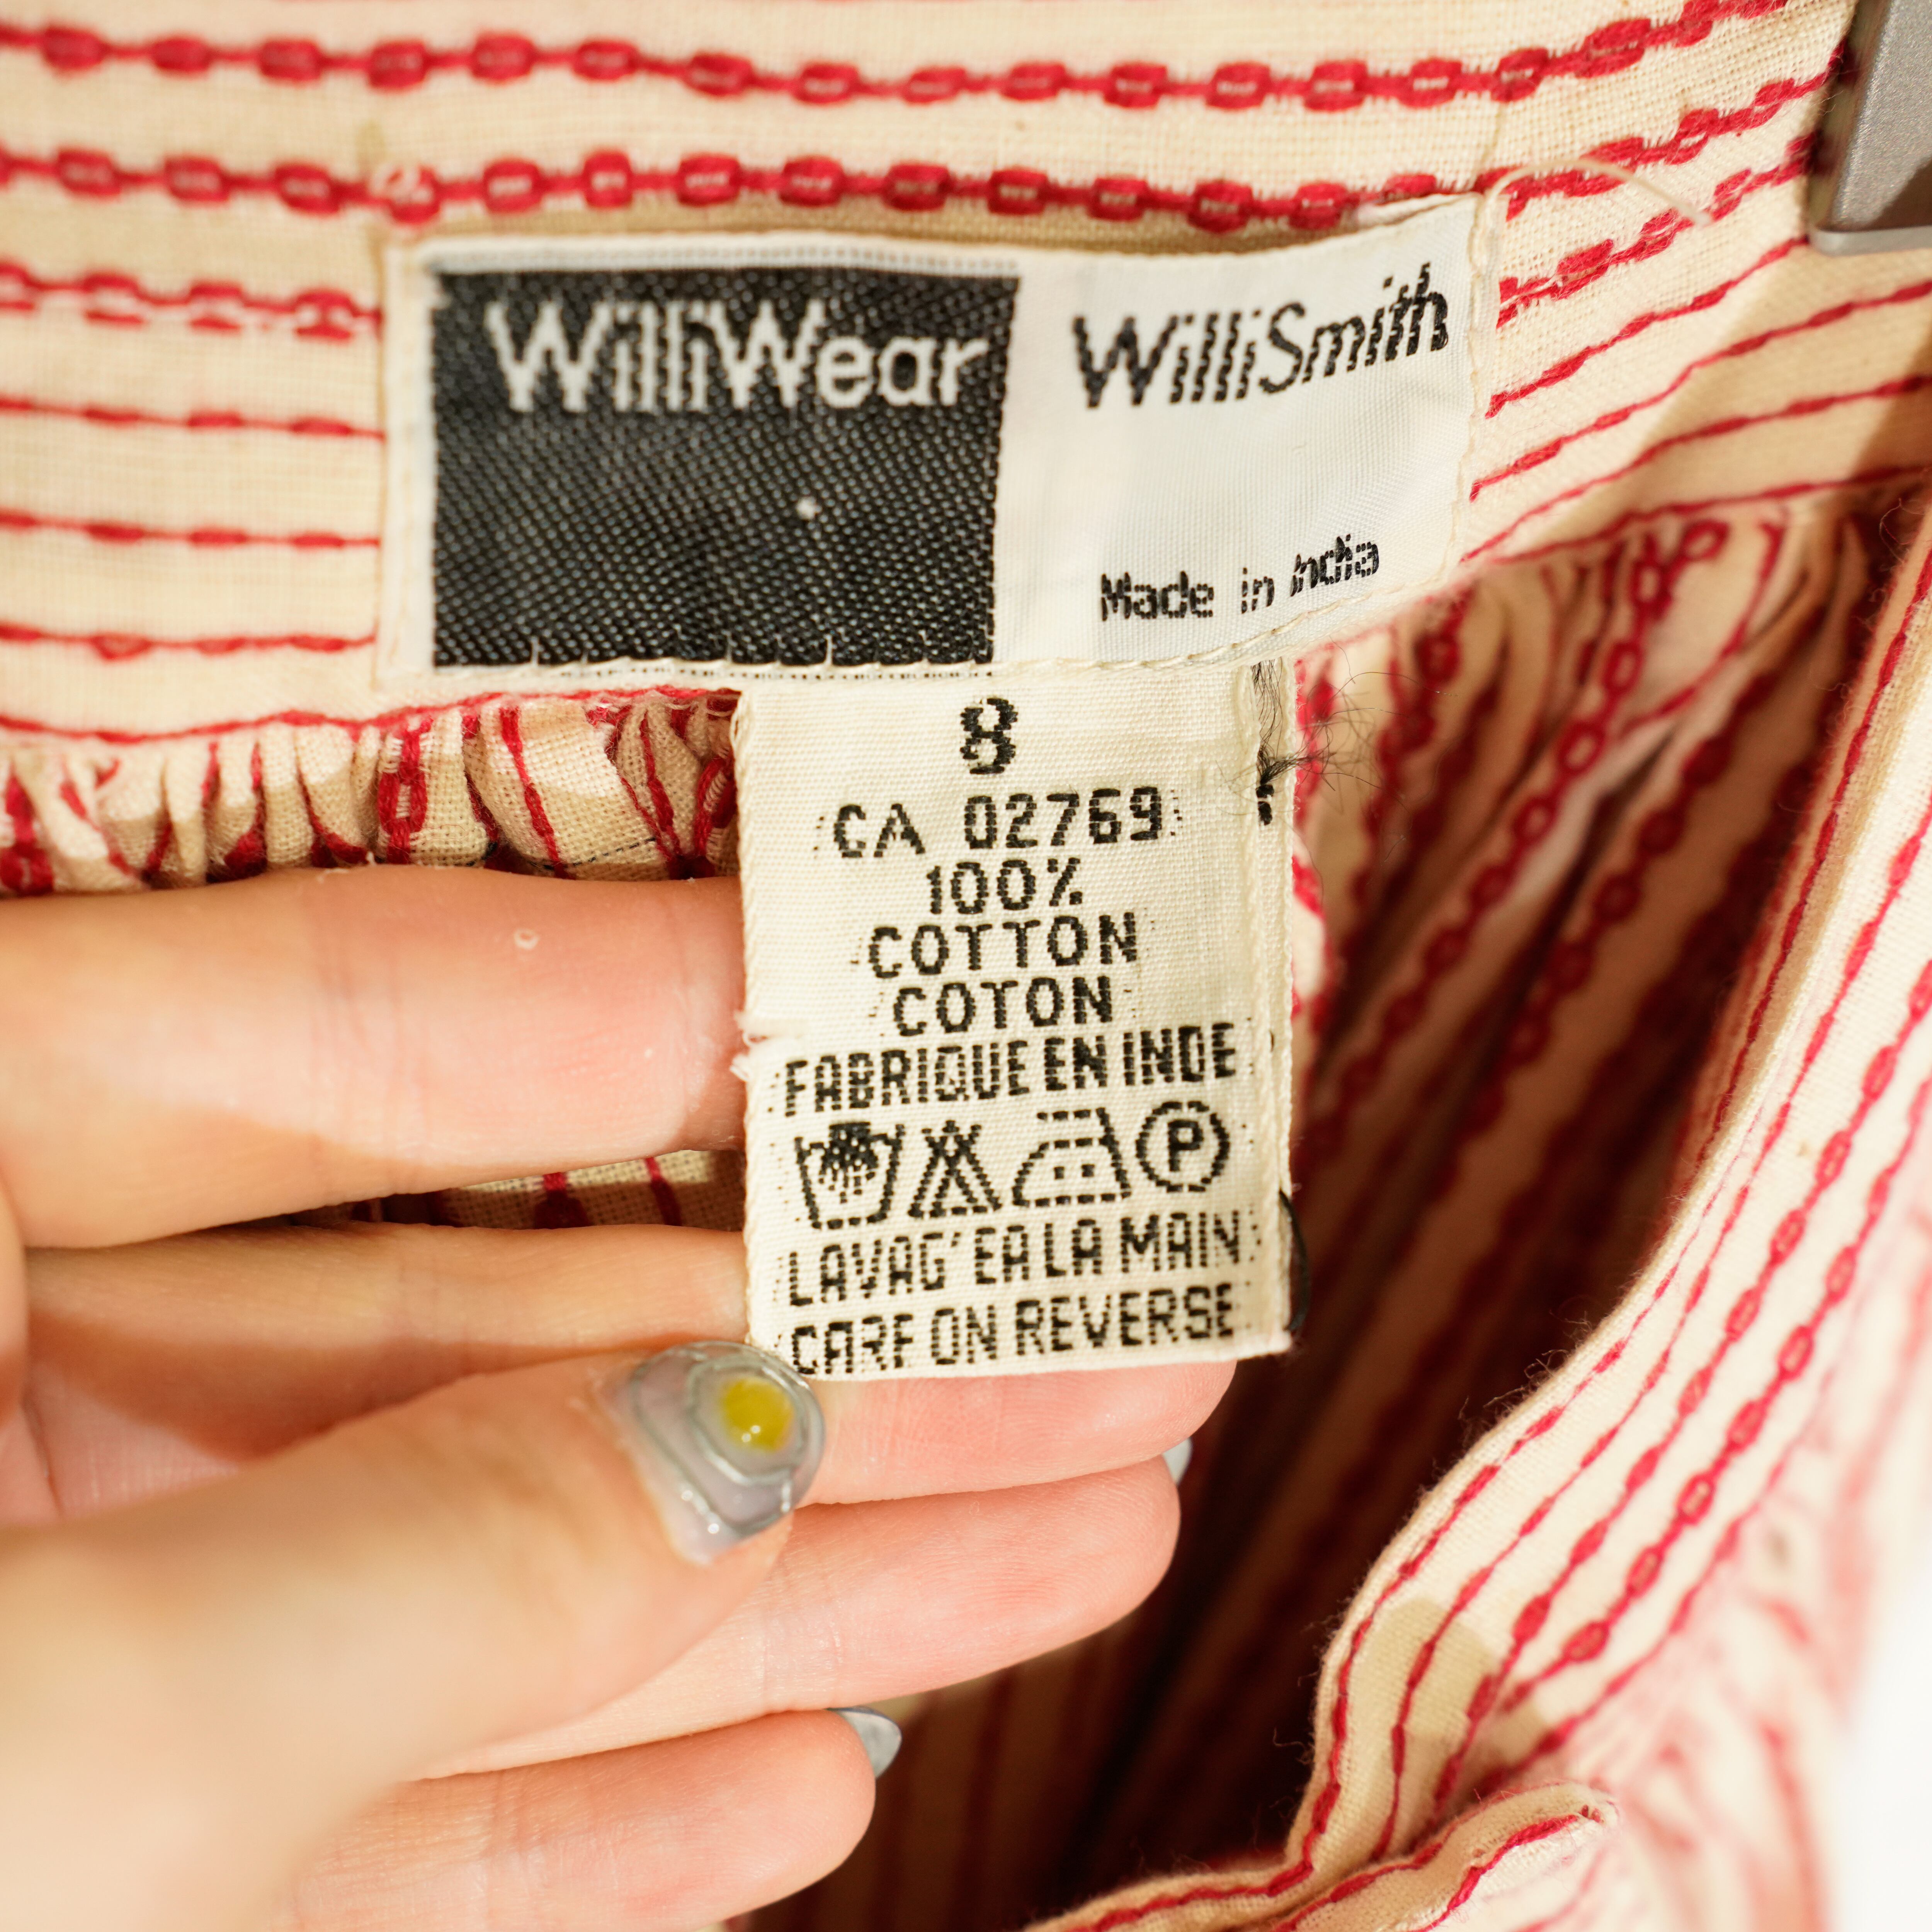 WilliWear WilliSmith
Made in India
8
CA 02769
100%
COTTON
COTON
FABRIQUE EN INDE
P
LAVAG'EA LA MAIN
CARE ON REVERSE